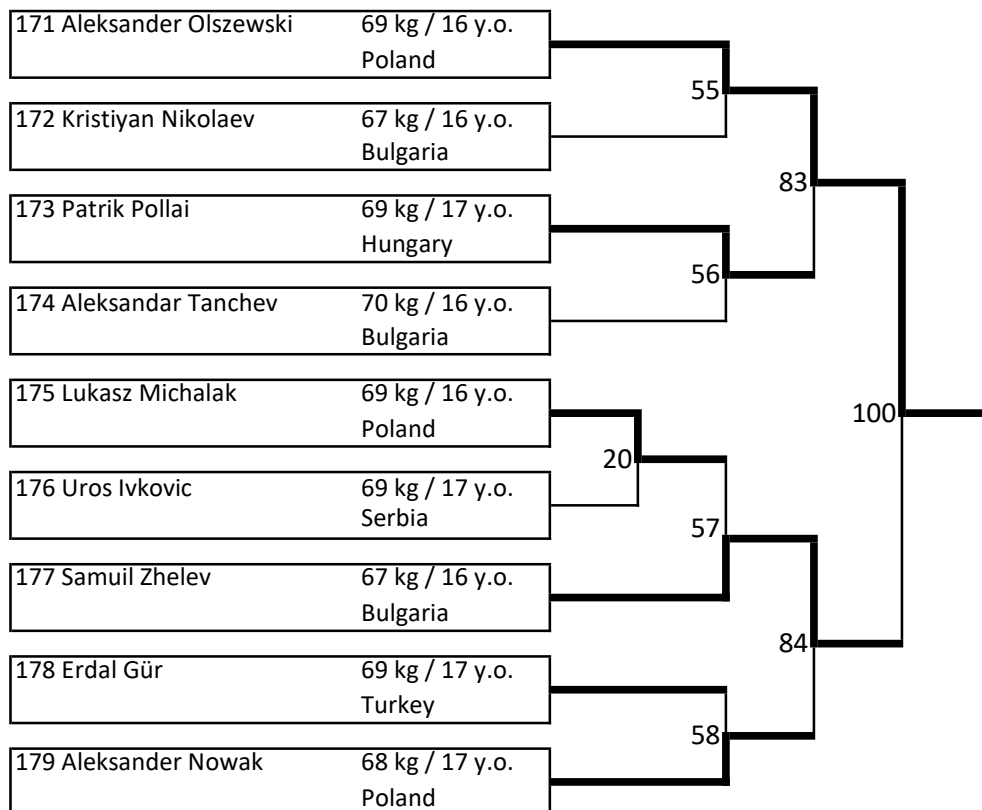 171 Aleksander Olszewski 69 kg / 16 y.o.
Poland
55
172 Kristiyan Nikolaev 67 kg / 16 y.o.
Bulgaria
83
173 Patrik Pollai 69 kg / 17 y.o.
Hungary
56
174 Aleksandar Tanchev 70 kg / 16 y.o.
Bulgaria
175 Lukasz Michalak 69 kg / 16 y.o.
100
Poland
20
176 Uros Ivkovic 69 kg / 17 y.o.
Serbia
57
177 Samuil Zhelev 67 kg / 16 y.o.
Bulgaria
84
178 Erdal Gür 69 kg / 17 y.o.
Turkey
58
179 Aleksander Nowak 68 kg / 17 y.o.
Poland